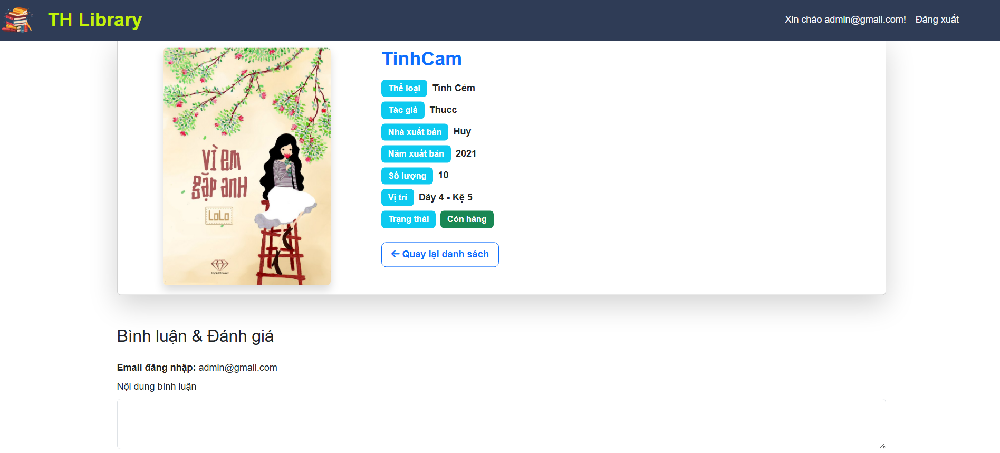 TH Library
Xin chào admin@gmail.com! Đăng xuất
vì em
gặp anh
LoLo
TinhCam
Thể loại Tình Cẻm
Tác giả Thucc
Nhà xuất bản Huy
Năm xuất bản 2021
Số lượng 10
Vị trí Dãy 4 - Kệ 5
Trạng thái Còn hàng
← Quay lại danh sách
Bình luận & Đánh giá
Email đăng nhập: admin@gmail.com
Nội dung bình luận